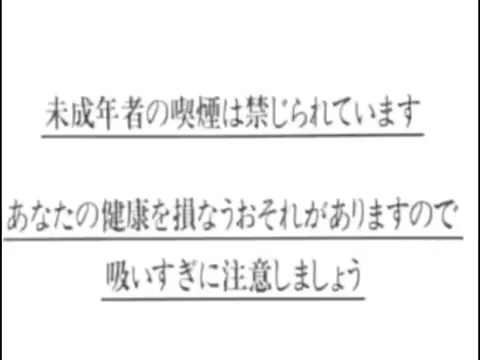 未成年者の喫煙は禁じられています
あなたの健康を損なうおそれがありますので
吸いすぎに注意しましょう